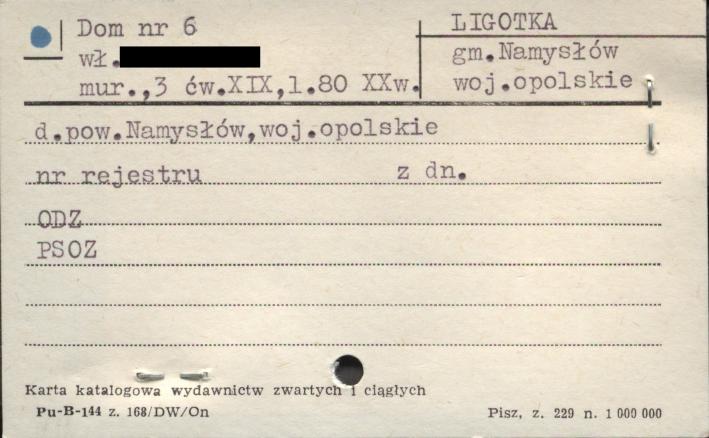 Dom nr 6
wł.
mur.,3 ćw.XIX,l.80 XXw.
LIGOTKA
gm.Namysłów
woj.opolskie
d.pow.Namysłów,woj.opolskie
nr rejestru z dn.
ODZ
PSOZ
Karta katalogowa wydawnictw zwartych i ciągłych
Pu-B-144 z. 168/DW/On
Pisz, z. 229 n. 1 000 000